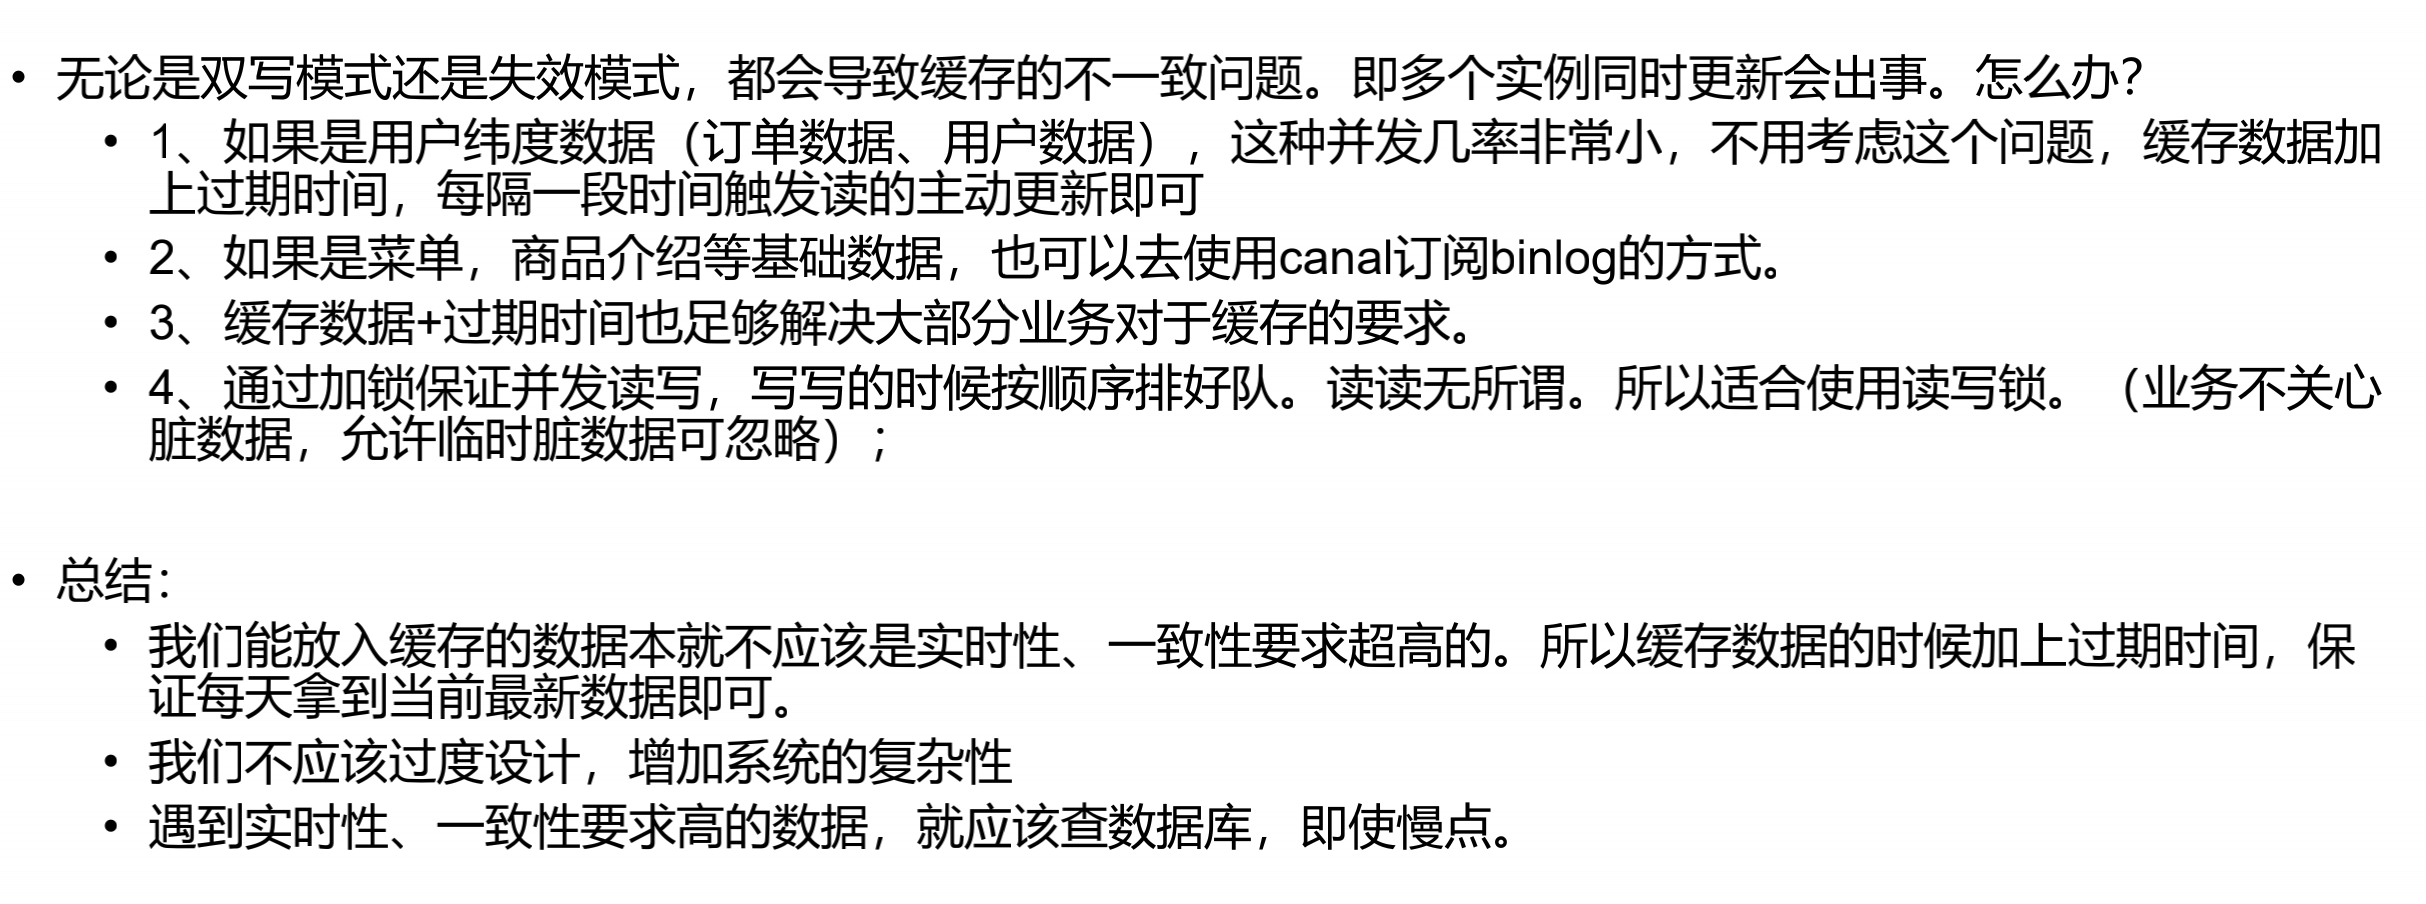 • 无论是双写模式还是失效模式，都会导致缓存的不一致问题。即多个实例同时更新会出事。怎么办？
• 1、如果是用户纬度数据（订单数据、用户数据），这种并发几率非常小，不用考虑这个问题，缓存数据加
上过期时间，每隔一段时间触发读的主动更新即可
• 2、如果是菜单，商品介绍等基础数据，也可以去使用canal订阅binlog的方式。
• 3、缓存数据+过期时间也足够解决大部分业务对于缓存的要求。
• 4、通过加锁保证并发读写，写写的时候按顺序排好队。读读无所谓。所以适合使用读写锁。（业务不关心
脏数据，允许临时脏数据可忽略）；
• 总结：
• 我们能放入缓存的数据本就不应该是实时性、一致性要求超高的。所以缓存数据的时候加上过期时间，保
证每天拿到当前最新数据即可。
• 我们不应该过度设计，增加系统的复杂性
• 遇到实时性、一致性要求高的数据，就应该查数据库，即使慢点。